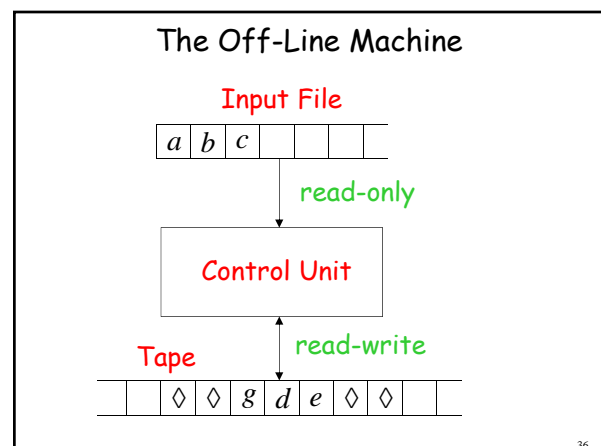 The Off-Line Machine
Input File
a b c
read-only
Control Unit
read-write
Tape
◊ ◊ g d e ◊ ◊
36